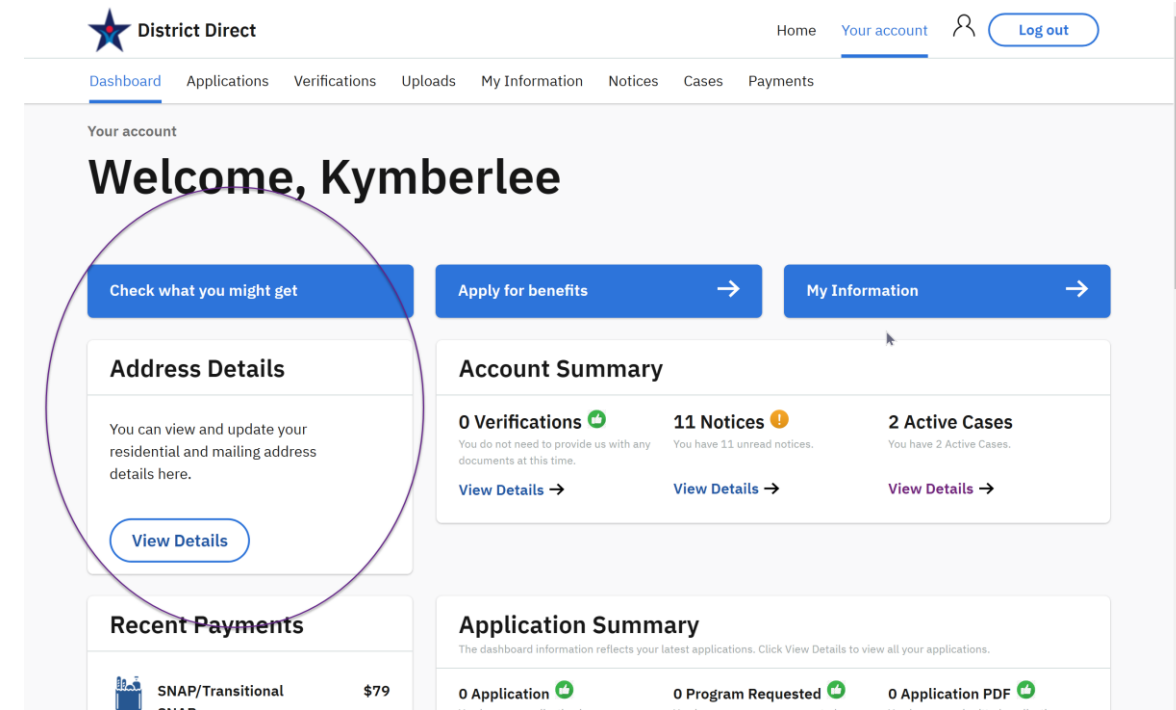 District Direct
Home Your account Log out
Dashboard Applications Verifications Uploads My Information Notices Cases Payments
Your account
Welcome, Kymberlee
Check what you might get
Apply for benefits
My Information
Address Details
You can view and update your
residential and mailing address
details here.
View Details
Account Summary
0 Verifications
You do not need to provide us with any
documents at this time.
View Details
11 Notices
You have 11 unread notices.
View Details
2 Active Cases
You have 2 Active Cases.
View Details
Recent Payments
SNAP/Transitional $79
Application Summary
The dashboard information reflects your latest applications. Click View Details to view all your applications.
0 Application
0 Program Requested
0 Application PDF